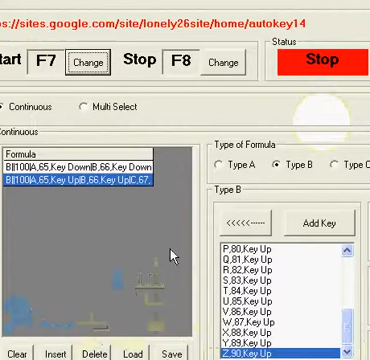 s://sites.google.com/site/lonely26site/home/autokey14
Status
tart F7 Change Stop F8 Change Stop
Continuous Multi Select
ontinuous
Type of Formula
Formula
B||100|A,65,Key Down|B,66,Key Down
B||100|A,65,Key Up|B,66,Key Up|C,67,
Type A Type B Type C
Type B
<<<<<----- Add Key
P,80,Key Up
Q,81,Key Up
R,82,Key Up
S,83,Key Up
T,84,Key Up
U,85,Key Up
V,86,Key Up
W,87,Key Up
X,88,Key Up
Y,89,Key Up
Z,90,Key Up
Clear Insert Delete Load Save